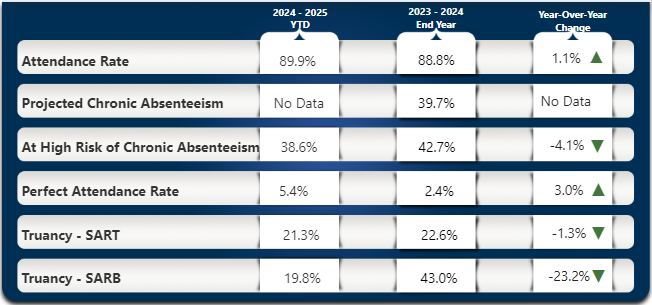 2024 - 2025 YTD
2023 - 2024 End Year
Year-Over-Year Change
Attendance Rate 89.9% 88.8% 1.1%
Projected Chronic Absenteeism No Data 39.7% No Data
At High Risk of Chronic Absenteeism 38.6% 42.7% -4.1%
Perfect Attendance Rate 5.4% 2.4% 3.0%
Truancy - SART 21.3% 22.6% -1.3%
Truancy - SARB 19.8% 43.0% -23.2%